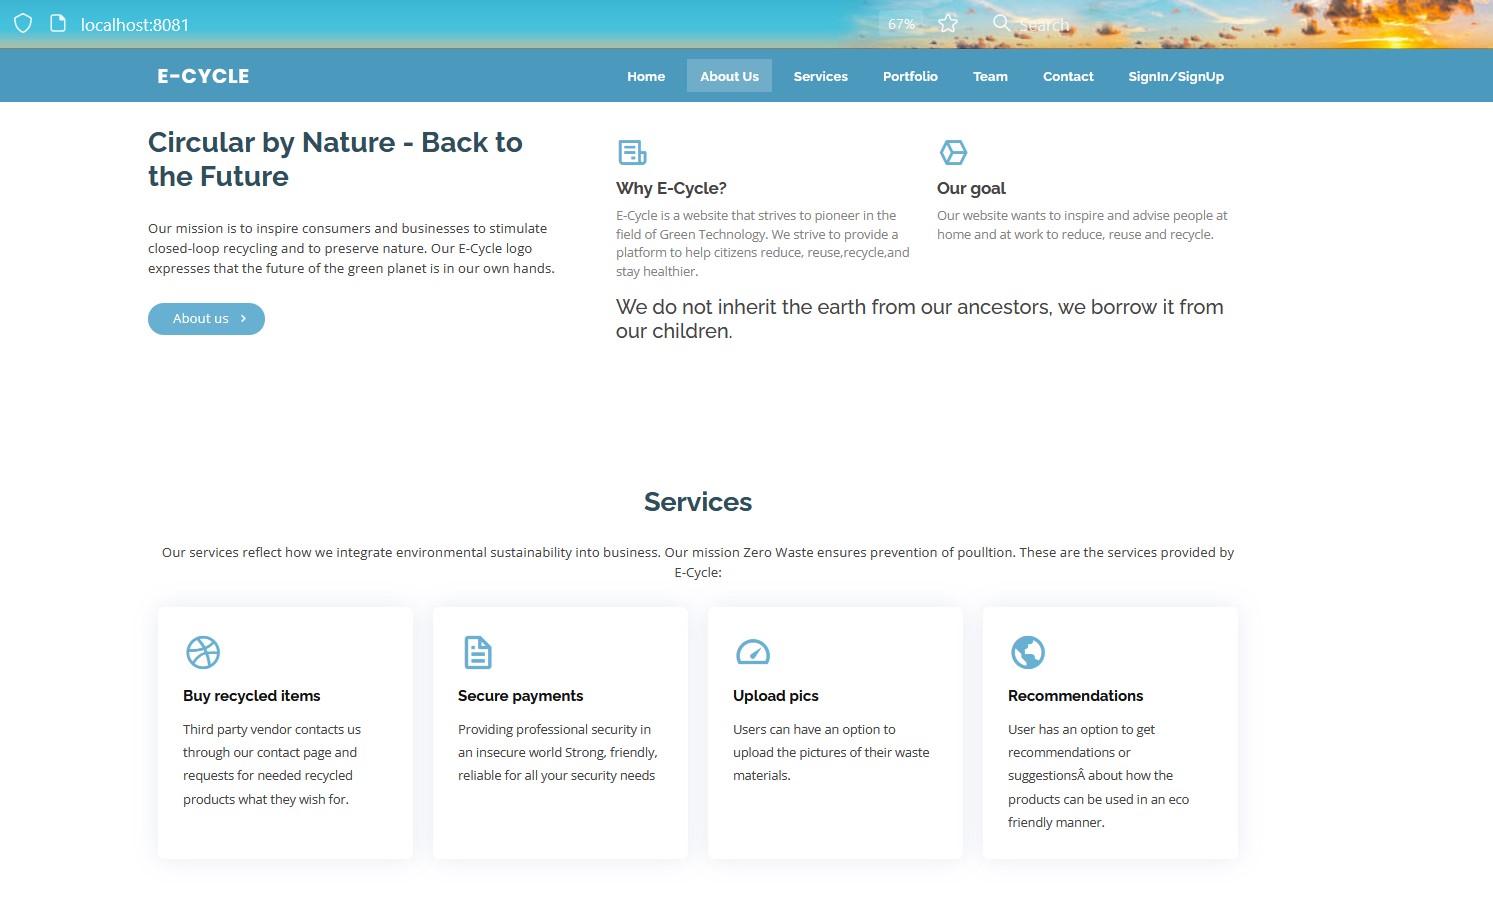 localhost:8081
67%
Search
E-CYCLE
Home
About Us
Services
Portfolio
Team
Contact
SignIn/SignUp
Circular by Nature - Back to
the Future
Our mission is to inspire consumers and businesses to stimulate
closed-loop recycling and to preserve nature. Our E-Cycle logo
expresses that the future of the green planet is in our own hands.
About us
Why E-Cycle?
E-Cycle is a website that strives to pioneer in the
field of Green Technology. We strive to provide a
platform to help citizens reduce, reuse,recycle,and
stay healthier.
Our goal
Our website wants to inspire and advise people at
home and at work to reduce, reuse and recycle.
We do not inherit the earth from our ancestors, we borrow it from
our children.
Services
Our services reflect how we integrate environmental sustainability into business. Our mission Zero Waste ensures prevention of poulltion. These are the services provided by
E-Cycle:
Buy recycled items
Third party vendor contacts us
through our contact page and
requests for needed recycled
products what they wish for.
Secure payments
Providing professional security in
an insecure world Strong, friendly,
reliable for all your security needs
Upload pics
Users can have an option to
upload the pictures of their waste
materials.
Recommendations
User has an option to get
recommendations or
suggestionsÂ about how the
products can be used in an eco
friendly manner.